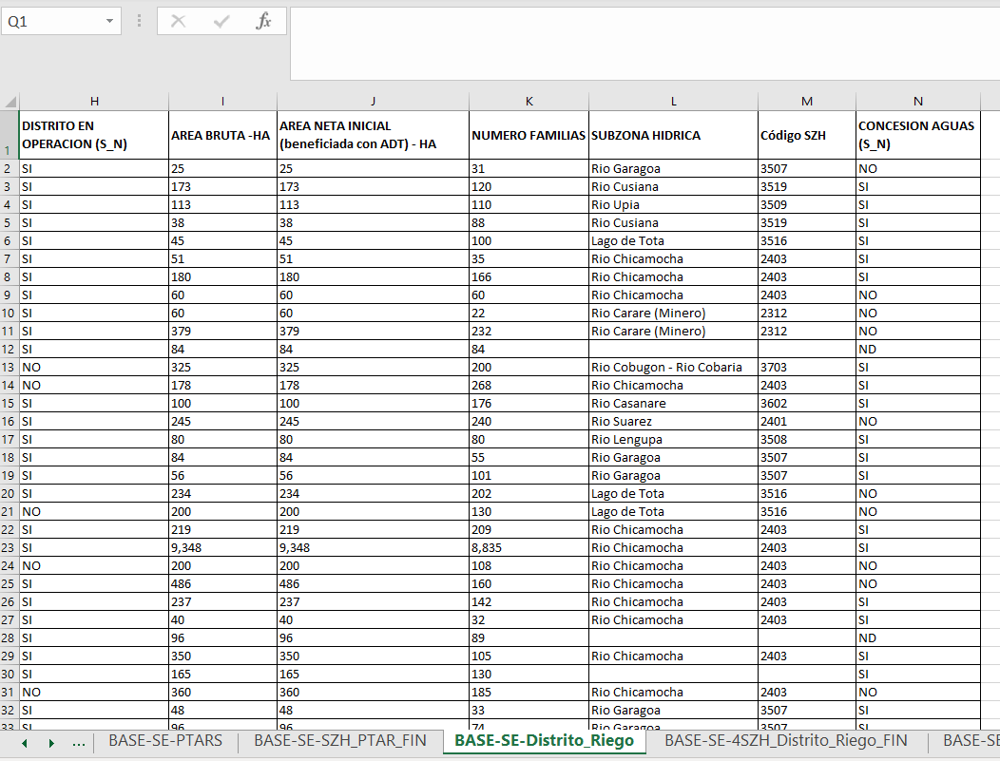 Q1 fx
H I J K L M N
1 DISTRITO EN OPERACION (S_N) AREA BRUTA -HA AREA NETA INICIAL (beneficiada con ADT) - HA NUMERO FAMILIAS SUBZONA HIDRICA Código SZH CONCESION AGUAS (S_N)
2 SI 25 25 31 Rio Garagoa 3507 NO
3 SI 173 173 120 Rio Cusiana 3519 SI
4 SI 113 113 110 Rio Upia 3509 SI
5 SI 38 38 88 Rio Cusiana 3519 SI
6 SI 45 45 100 Lago de Tota 3516 SI
7 SI 51 51 35 Rio Chicamocha 2403 SI
8 SI 180 180 166 Rio Chicamocha 2403 SI
9 SI 60 60 60 Rio Chicamocha 2403 NO
10 SI 60 60 22 Rio Carare (Minero) 2312 NO
11 SI 379 379 232 Rio Carare (Minero) 2312 NO
12 SI 84 84 84 ND
13 NO 325 325 200 Rio Cobugon - Rio Cobaria 3703 SI
14 NO 178 178 268 Rio Chicamocha 2403 SI
15 SI 100 100 176 Rio Casanare 3602 SI
16 SI 245 245 240 Rio Suarez 2401 NO
17 SI 80 80 80 Rio Lengupa 3508 SI
18 SI 84 84 55 Rio Garagoa 3507 SI
19 SI 56 56 101 Rio Garagoa 3507 SI
20 SI 234 234 202 Lago de Tota 3516 NO
21 NO 200 200 130 Lago de Tota 3516 NO
22 SI 219 219 209 Rio Chicamocha 2403 SI
23 SI 9,348 9,348 8,835 Rio Chicamocha 2403 SI
24 NO 200 200 108 Rio Chicamocha 2403 NO
25 SI 486 486 160 Rio Chicamocha 2403 NO
26 SI 237 237 142 Rio Chicamocha 2403 SI
27 SI 40 40 32 Rio Chicamocha 2403 SI
28 SI 96 96 89 ND
29 SI 350 350 105 Rio Chicamocha 2403 SI
30 SI 165 165 130 SI
31 NO 360 360 185 Rio Chicamocha 2403 NO
32 SI 48 48 33 Rio Garagoa 3507 SI
33 SI 96 96 74 Rio Garagoa 3507 SI
... BASE-SE-PTARS BASE-SE-SZH_PTAR_FIN BASE-SE-Distrito_Riego BASE-SE-4SZH_Distrito_Riego_FIN BASE-SE